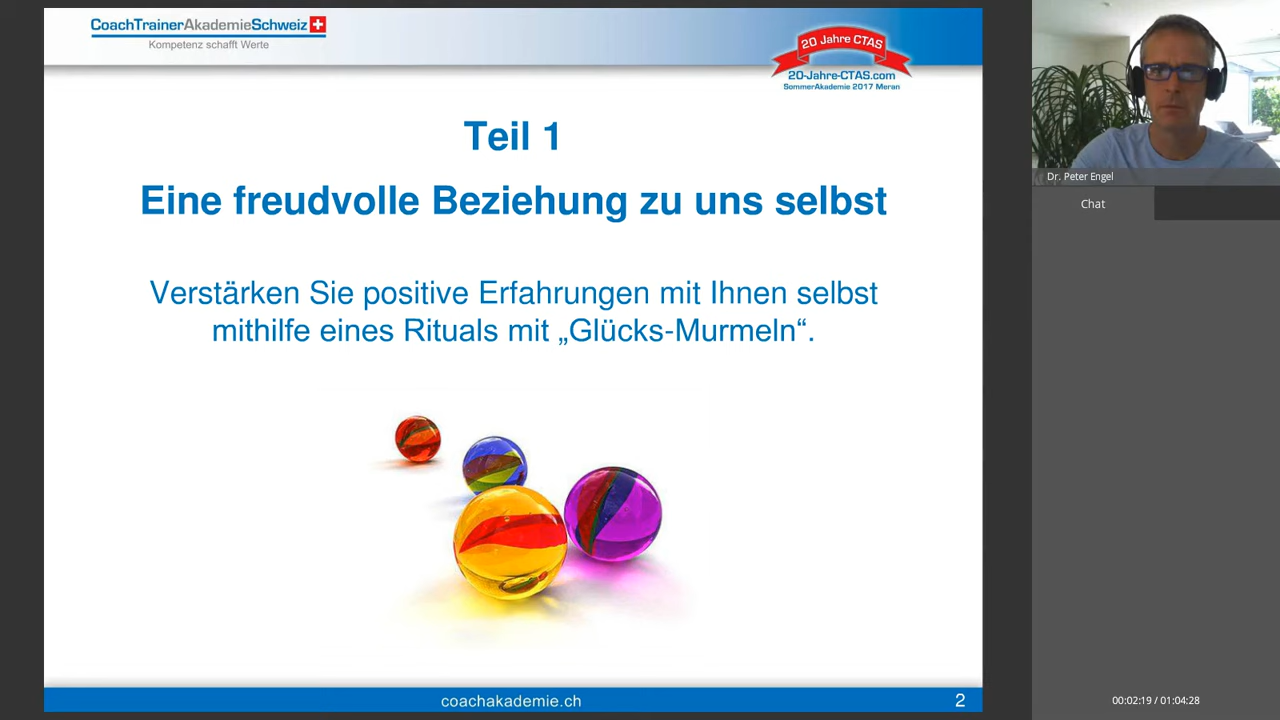 CoachTrainerAkademieSchweiz
Kompetenz schafft Werte
20 Jahre CTAS
20-Jahre-CTAS.com
SommerAkademie 2017 Meran
Teil 1
Eine freudvolle Beziehung zu uns selbst
Verstärken Sie positive Erfahrungen mit Ihnen selbst
mithilfe eines Rituals mit „Glücks-Murmeln“.
coachakademie.ch
2
Dr. Peter Engel
Chat
00:02:19 / 01:04:28